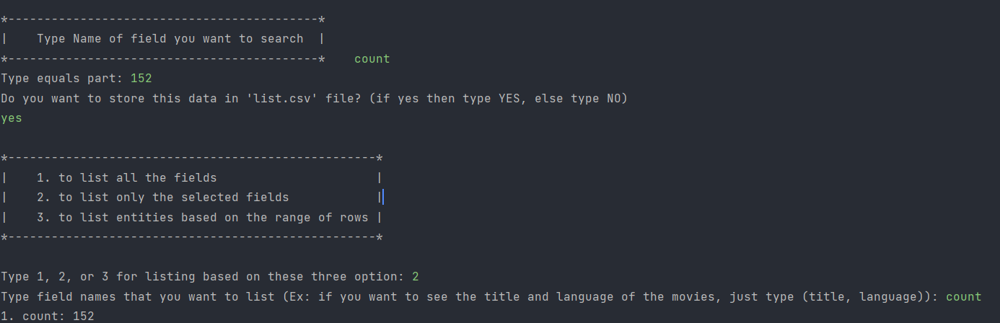 *-------------------------------------------*
|    Type Name of field you want to search  |
*-------------------------------------------*    count
Type equals part: 152
Do you want to store this data in 'list.csv' file? (if yes then type YES, else type NO)
yes
*---------------------------------------------------*
|    1. to list all the fields                      |
|    2. to list only the selected fields            |
|    3. to list entities based on the range of rows |
*---------------------------------------------------*
Type 1, 2, or 3 for listing based on these three option: 2
Type field names that you want to list (Ex: if you want to see the title and language of the movies, just type (title, language)): count
1. count: 152